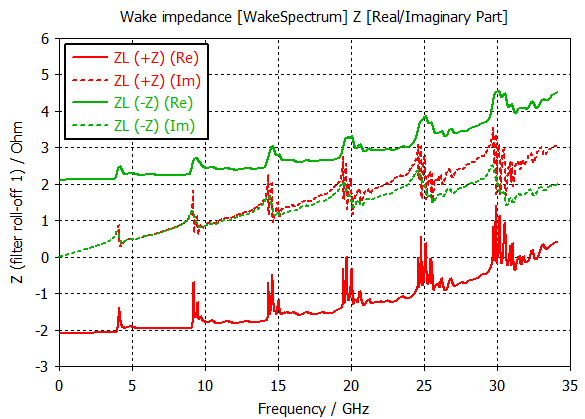 Wake impedance [WakeSpectrum] Z [Real/Imaginary Part]
Z (filter roll-off 1) / Ohm
6
5
4
3
2
1
0
-1
-2
-3
ZL (+Z) (Re)
ZL (+Z) (Im)
ZL (-Z) (Re)
ZL (-Z) (Im)
0 5 10 15 20 25 30 35
Frequency / GHz